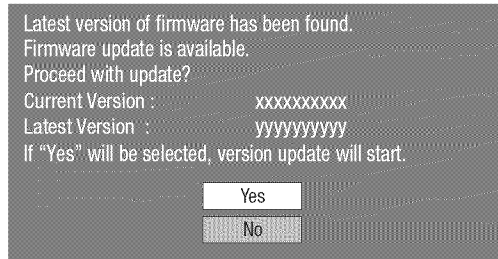 Latest version of firmware has been found.
Firmware update is available.
Proceed with update?
Current Version : xxxxxxxxxx
Latest Version : yyyyyyyyyy
If “Yes” will be selected, version update will start.
Yes
No